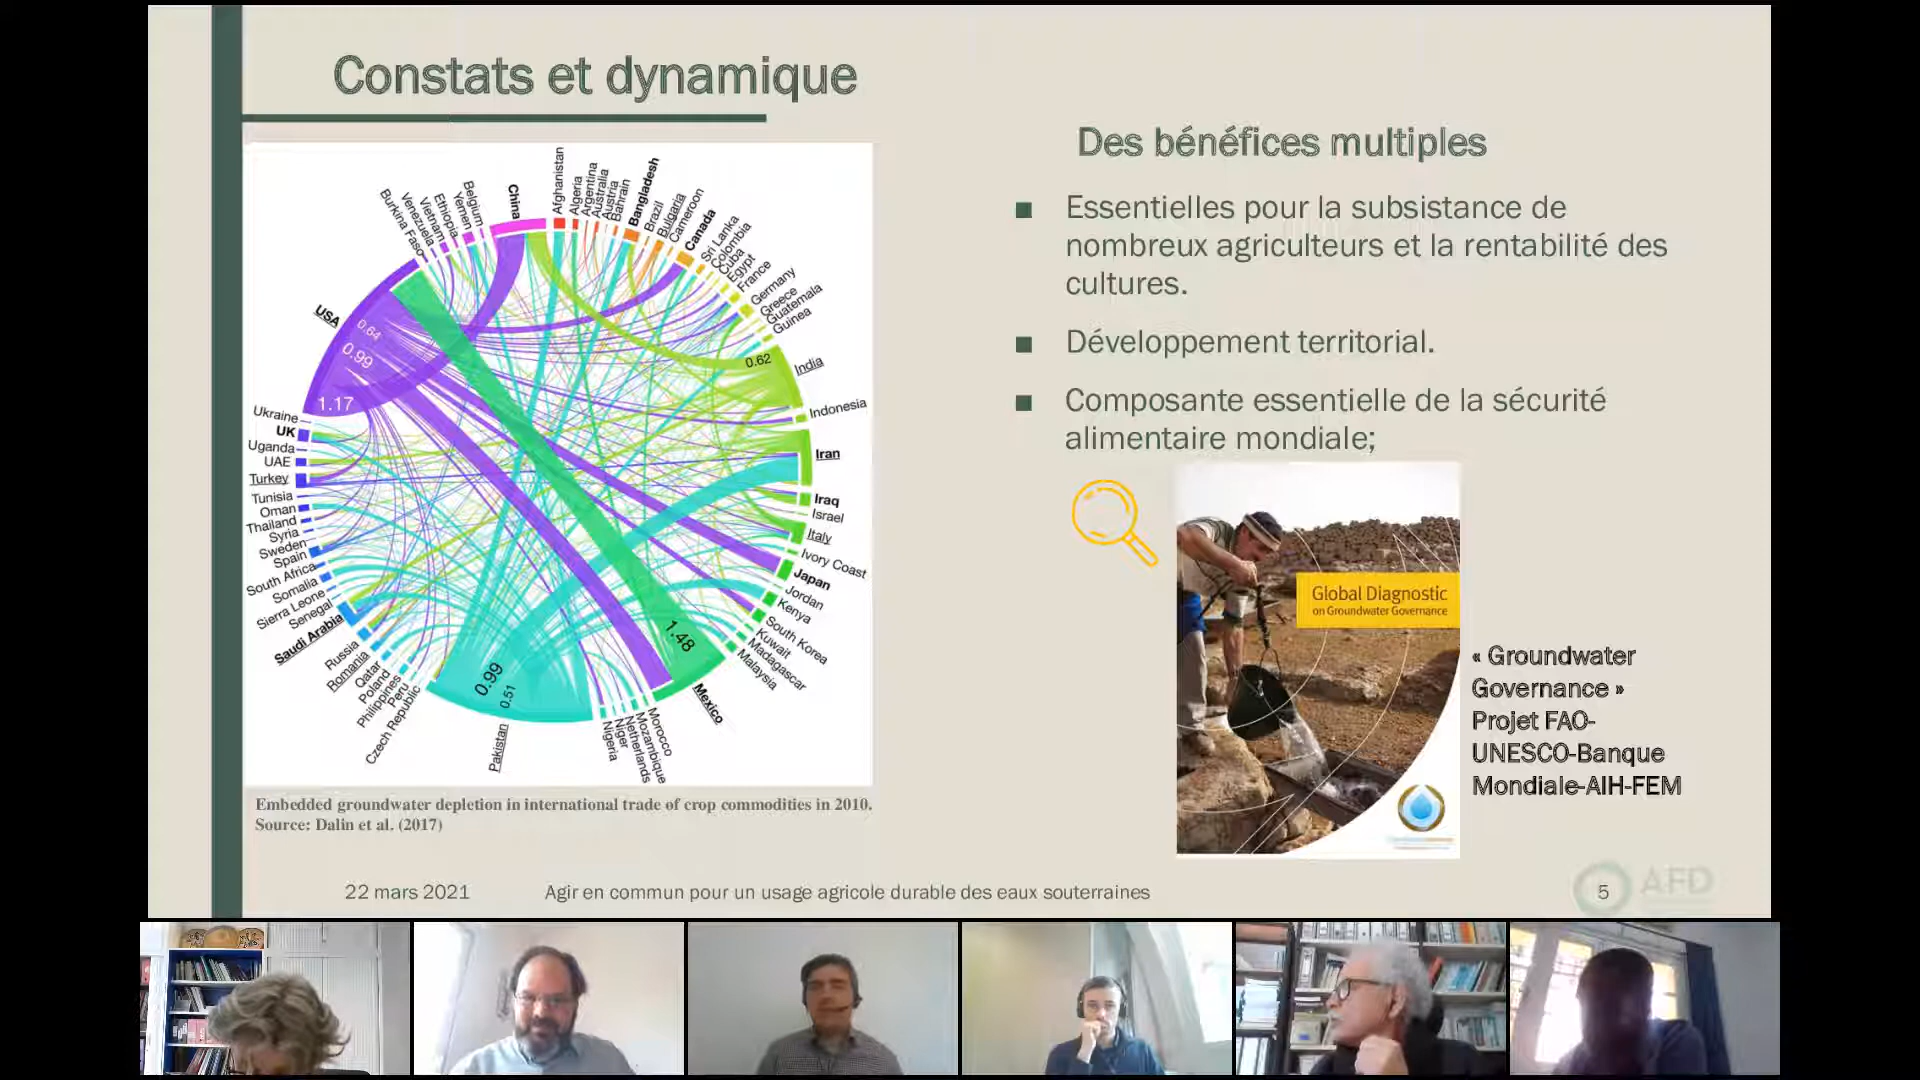 Constats et dynamique
Burkina Faso
Venezuela
Vietnam
Ethiopia
Yemen
Belgium
China
Afghanistan
Algeria
Argentina
Australia
Austria
Bahrain
Bangladesh
Brazil
Bulgaria
Cameroon
Canada
Sri Lanka
Colombia
Cuba
Egypt
France
Germany
Greece
Guatemala
Guinea
India
Indonesia
Iran
Iraq
Israel
Italy
Ivory Coast
Japan
Jordan
Kenya
South Korea
Kuwait
Madagascar
Malaysia
Mexico
Morocco
Mozambique
Netherlands
Niger
Nigeria
Pakistan
Czech Republic
Peru
Philippines
Poland
Qatar
Romania
Russia
Saudi Arabia
Senegal
Sierra Leone
Somalia
South Africa
Spain
Sweden
Syria
Thailand
Oman
Tunisia
Turkey
UAE
Uganda
UK
Ukraine
USA
0.64
0.99
1.17
0.62
1.48
0.99
0.51
Embedded groundwater depletion in international trade of crop commodities in 2010.
Source: Dalin et al. (2017)
Des bénéfices multiples
■ Essentielles pour la subsistance de
nombreux agriculteurs et la rentabilité des
cultures.
■ Développement territorial.
■ Composante essentielle de la sécurité
alimentaire mondiale;
Global Diagnostic
on Groundwater Governance
« Groundwater
Governance »
Projet FAO-
UNESCO-Banque
Mondiale-AIH-FEM
22 mars 2021
Agir en commun pour un usage agricole durable des eaux souterraines
5
AFD